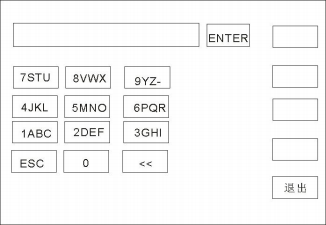 ENTER
7STU 8VWX 9YZ-
4JKL 5MNO 6PQR
1ABC 2DEF 3GHI
ESC 0 <<
退出